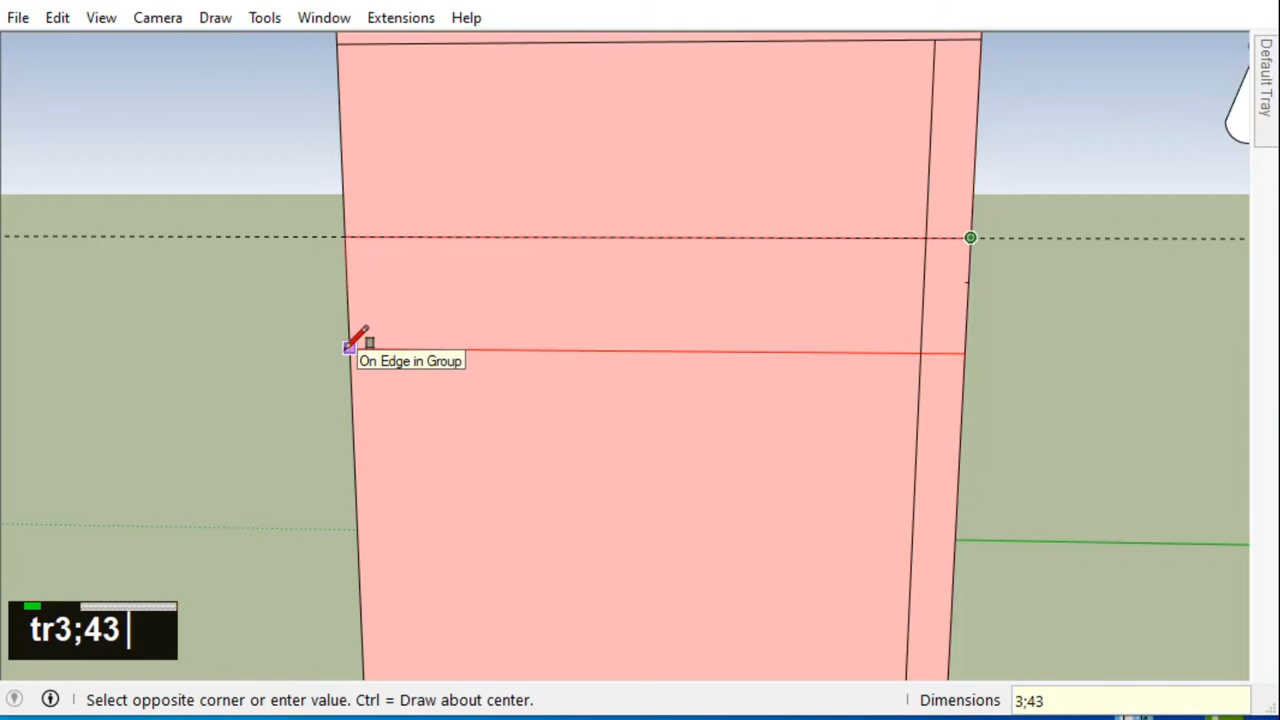 File Edit View Camera Draw Tools Window Extensions Help
Default Tray
On Edge in Group
tr3;43
Select opposite corner or enter value. Ctrl = Draw about center. Dimensions 3;43